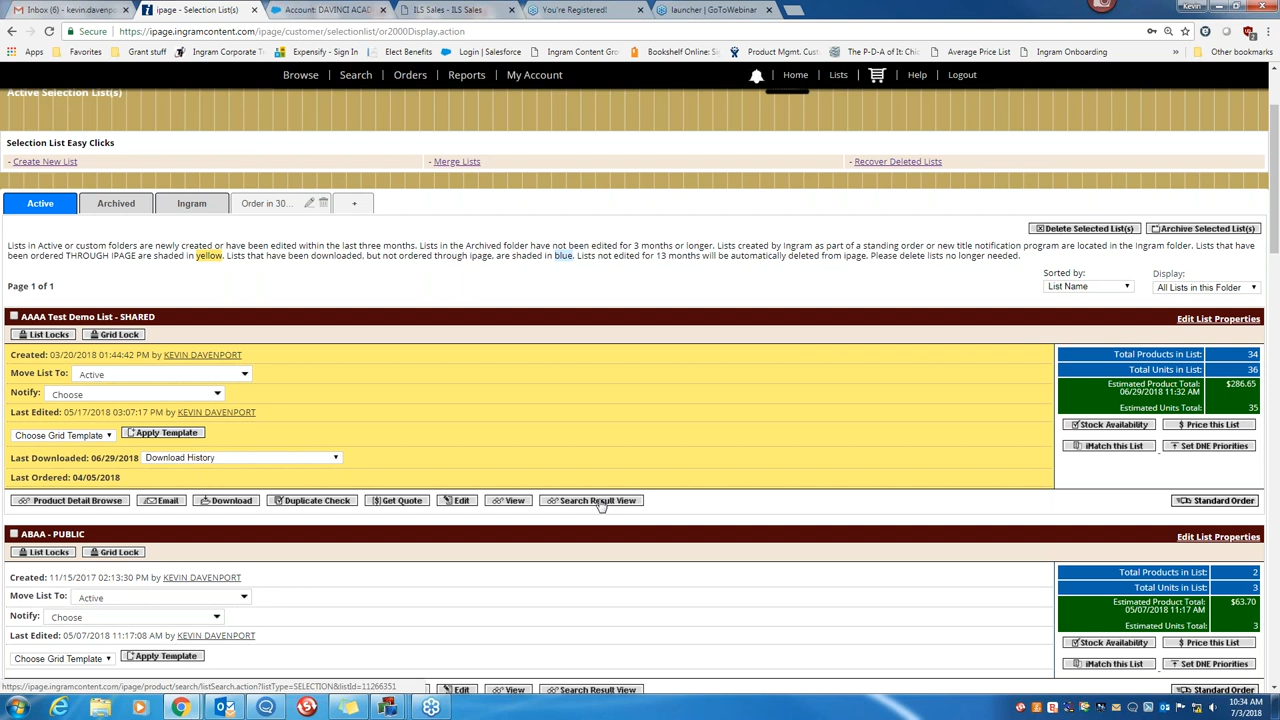 Kevin
Inbox (6) - kevin.davenpo
ipage - Selection List(s)
Account: DAVINCI ACAD
ILS Sales - ILS Sales
You're Registered!
launcher | GoToWebinar
Secure
https://ipage.ingramcontent.com/ipage/customer/selectionlist/or2000Display.action
Apps
Favorites
Grant stuff
Ingram Corporate T
Expensify - Sign In
Elect Benefits
Login | Salesforce
Ingram Content Gro
Bookshelf Online - S
Product Mgmt. Cust
The P-D-A of It: Chic
Average Price List
Ingram Onboarding
Other bookmarks
Browse
Search
Orders
Reports
My Account
Home
Lists
Help
Logout
Active Selection List(s)
Selection List Easy Clicks
- Create New List
- Merge Lists
- Recover Deleted Lists
Active
Archived
Ingram
Order in 30...
+
Delete Selected List(s)
Archive Selected List(s)
Lists in Active or custom folders are newly created or have been edited within the last three months. Lists in the Archived folder have not been edited for 3 months or longer. Lists created by Ingram as part of a standing order or new title notification program are located in the Ingram folder. Lists that have
been ordered THROUGH IPAGE are shaded in yellow. Lists that have been downloaded, but not ordered through ipage, are shaded in blue. Lists not edited for 13 months will be automatically deleted from ipage. Please delete lists no longer needed.
Sorted by:
Display:
Page 1 of 1
List Name
All Lists in this Folder
AAAA Test Demo List - SHARED
Edit List Properties
List Locks
Grid Lock
Created: 03/20/2018 01:44:42 PM by KEVIN DAVENPORT
Total Products in List: 34
Total Units in List: 36
Move List To: Active
Estimated Product Total: $286.65
06/29/2018 11:32 AM
Notify: Choose
Estimated Units Total: 35
Last Edited: 05/17/2018 03:07:17 PM by KEVIN DAVENPORT
Stock Availability
$ Price this List
Choose Grid Template
Apply Template
iMatch this List
Set DNE Priorities
Last Downloaded: 06/29/2018 Download History
Last Ordered: 04/05/2018
Product Detail Browse
Email
Download
Duplicate Check
Get Quote
Edit
View
Search Result View
Standard Order
ABAA - PUBLIC
Edit List Properties
List Locks
Grid Lock
Created: 11/15/2017 02:13:30 PM by KEVIN DAVENPORT
Total Products in List: 2
Total Units in List: 3
Move List To: Active
Estimated Product Total: $63.70
05/07/2018 11:17 AM
Notify: Choose
Estimated Units Total: 3
Last Edited: 05/07/2018 11:17:08 AM by KEVIN DAVENPORT
Stock Availability
$ Price this List
Choose Grid Template
Apply Template
iMatch this List
Set DNE Priorities
https://ipage.ingramcontent.com/ipage/product/search/listSearch.action?listType=SELECTION&listId=11266351
Edit
View
Search Result View
Standard Order
10:34 AM
7/3/2018